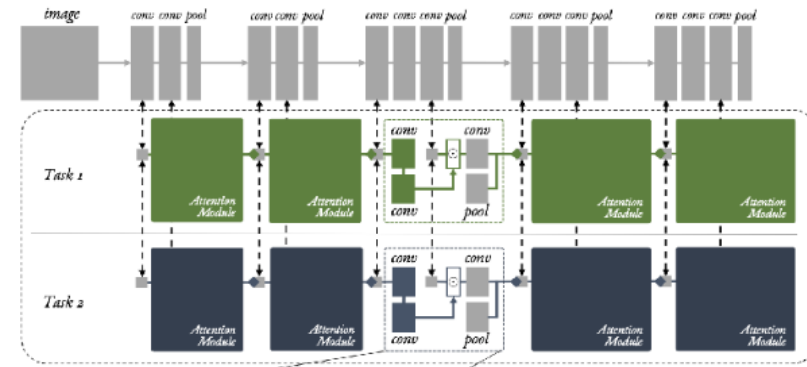 image conv conv pool conv conv pool conv conv conv pool conv conv conv pool conv conv conv pool
conv conv
Task 1
Attention
Module
Attention
Module
conv pool
Attention
Module
Attention
Module
conv conv
Task 2
Attention
Module
Attention
Module
conv pool
Attention
Module
Attention
Module